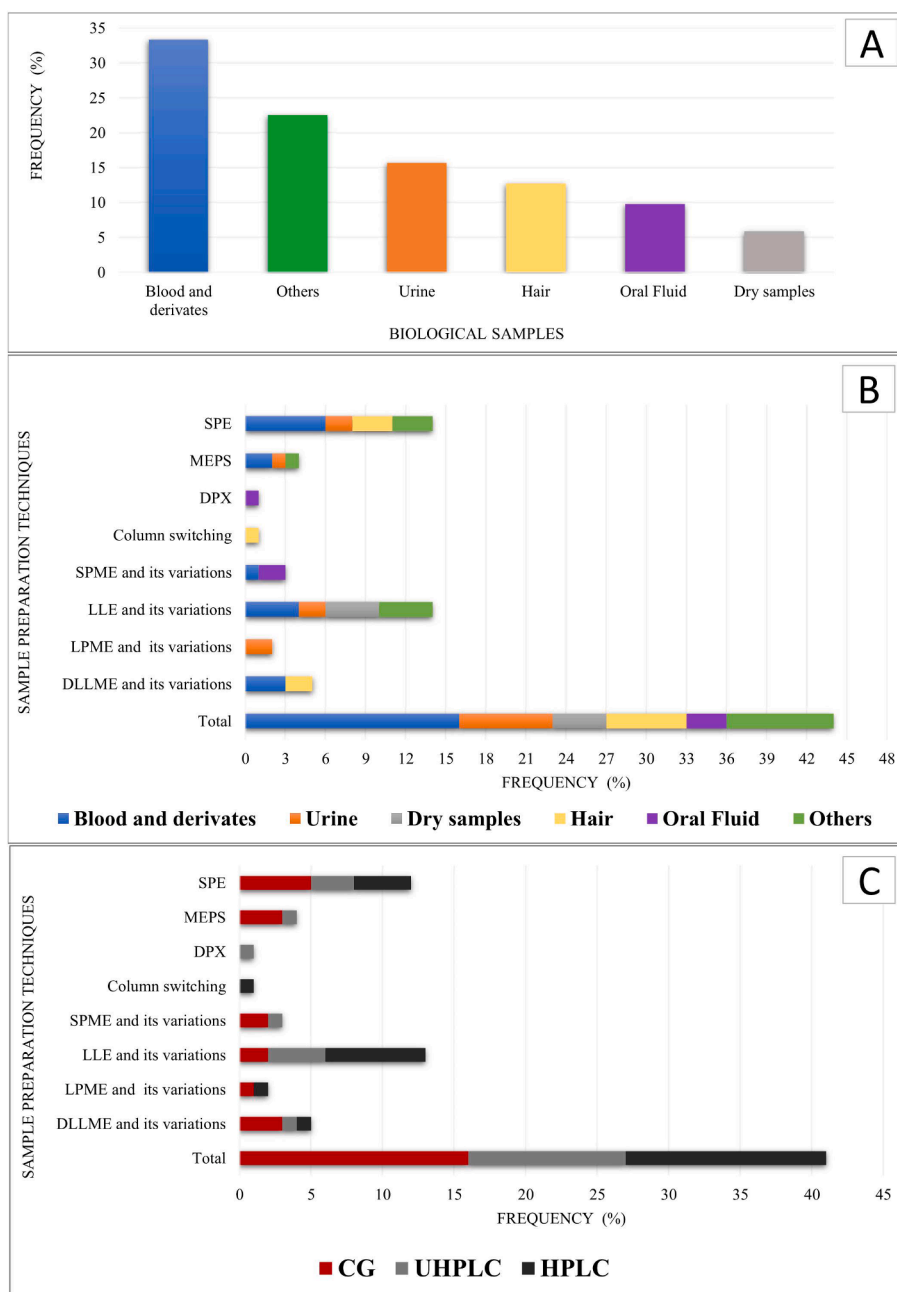 A
FREQUENCY (%)
35
30
25
20
15
10
5
0
Blood and
derivates
Others
Urine
Hair
Oral Fluid
Dry samples
BIOLOGICAL SAMPLES
B
SAMPLE PREPARATION TECHNIQUES
SPE
MEPS
DPX
Column switching
SPME and its variations
LLE and its variations
LPME and its variations
DLLME and its variations
Total
0 3 6 9 12 15 18 21 24 27 30 33 36 39 42 45 48
FREQUENCY (%)
Blood and derivates Urine Dry samples Hair Oral Fluid Others
C
SAMPLE PREPARATION TECHNIQUES
SPE
MEPS
DPX
Column switching
SPME and its variations
LLE and its variations
LPME and its variations
DLLME and its variations
Total
0 5 10 15 20 25 30 35 40 45
FREQUENCY (%)
CG UHPLC HPLC